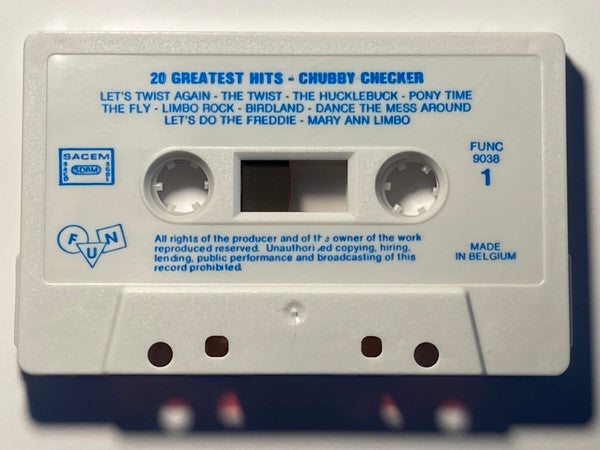 20 GREATEST HITS - CHUBBY CHECKER
LET'S TWIST AGAIN - THE TWIST - THE HUCKLEBUCK - PONY TIME
THE FLY - LIMBO ROCK - BIRDLAND - DANCE THE MESS AROUND
LET'S DO THE FREDDIE - MARY ANN LIMBO
SACEM
SDRM
SACD
SGDL
FUNC
9038
1
FUN
All rights of the producer and of the owner of the work
reproduced reserved. Unauthorized copying, hiring,
lending, public performance and broadcasting of this
record prohibited
MADE
IN BELGIUM